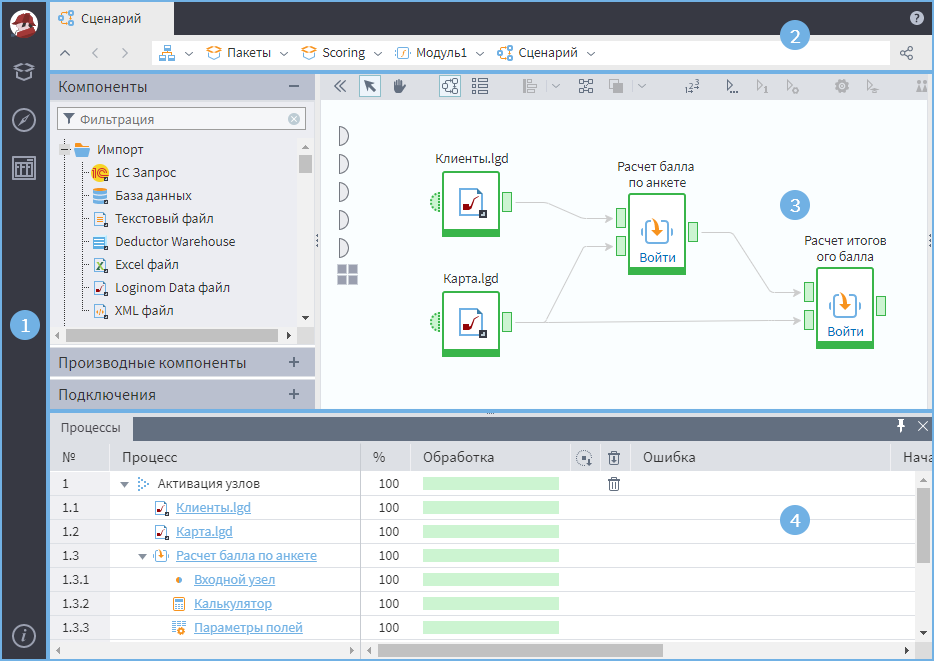 Сценарий
?
2
Пакеты Scoring Модуль1 Сценарий
Компоненты
Фильтрация
Импорт
1С Запрос
База данных
Текстовый файл
Deductor Warehouse
Excel файл
Loginom Data файл
XML файл
Производные компоненты
Подключения
1
Клиенты.lgd
Карта.lgd
Расчет балла
по анкете
Войти
3
Расчет итогов
ого балла
Войти
Процессы
№ Процесс % Обработка Ошибка Нача
1 Активация узлов 100
1.1 Клиенты.lgd 100
1.2 Карта.lgd 100
4
1.3 Расчет балла по анкете 100
1.3.1 Входной узел 100
1.3.2 Калькулятор 100
1.3.3 Параметры полей 100
i